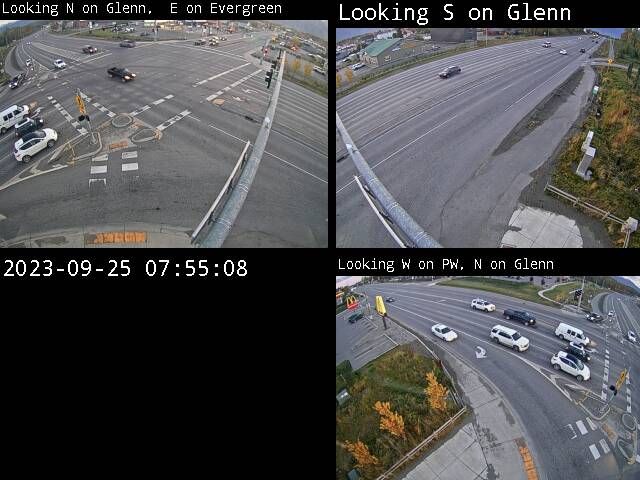 Looking N on Glenn,  E on Evergreen
Looking S on Glenn
2023-09-25 07:55:08
Looking W on PW, N on Glenn